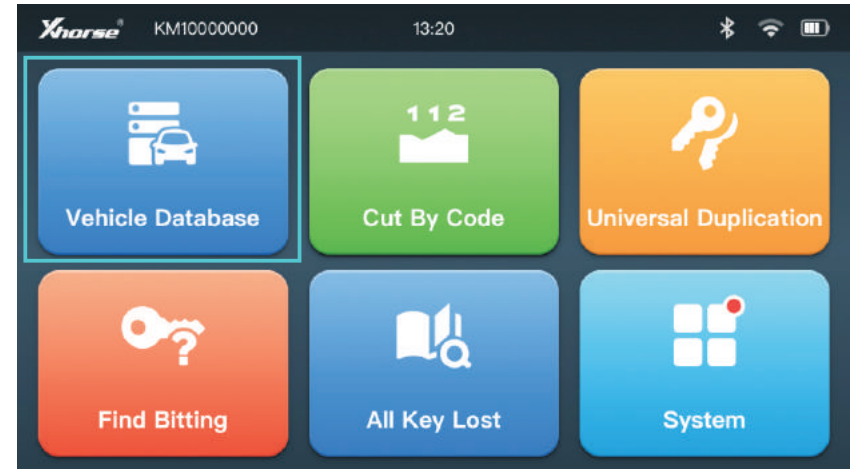 Xhorse® KM10000000 13:20
112
Vehicle Database Cut By Code Universal Duplication
?
Find Bitting All Key Lost System